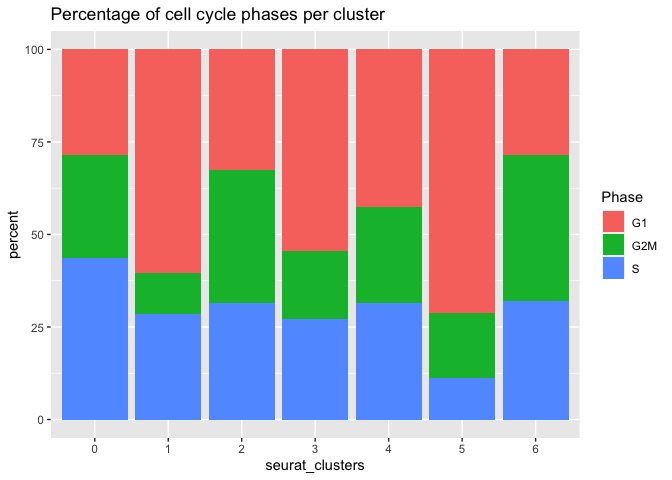 Percentage of cell cycle phases per cluster
100
75
50
25
0
percent
0 1 2 3 4 5 6
seurat_clusters
Phase
G1
G2M
S